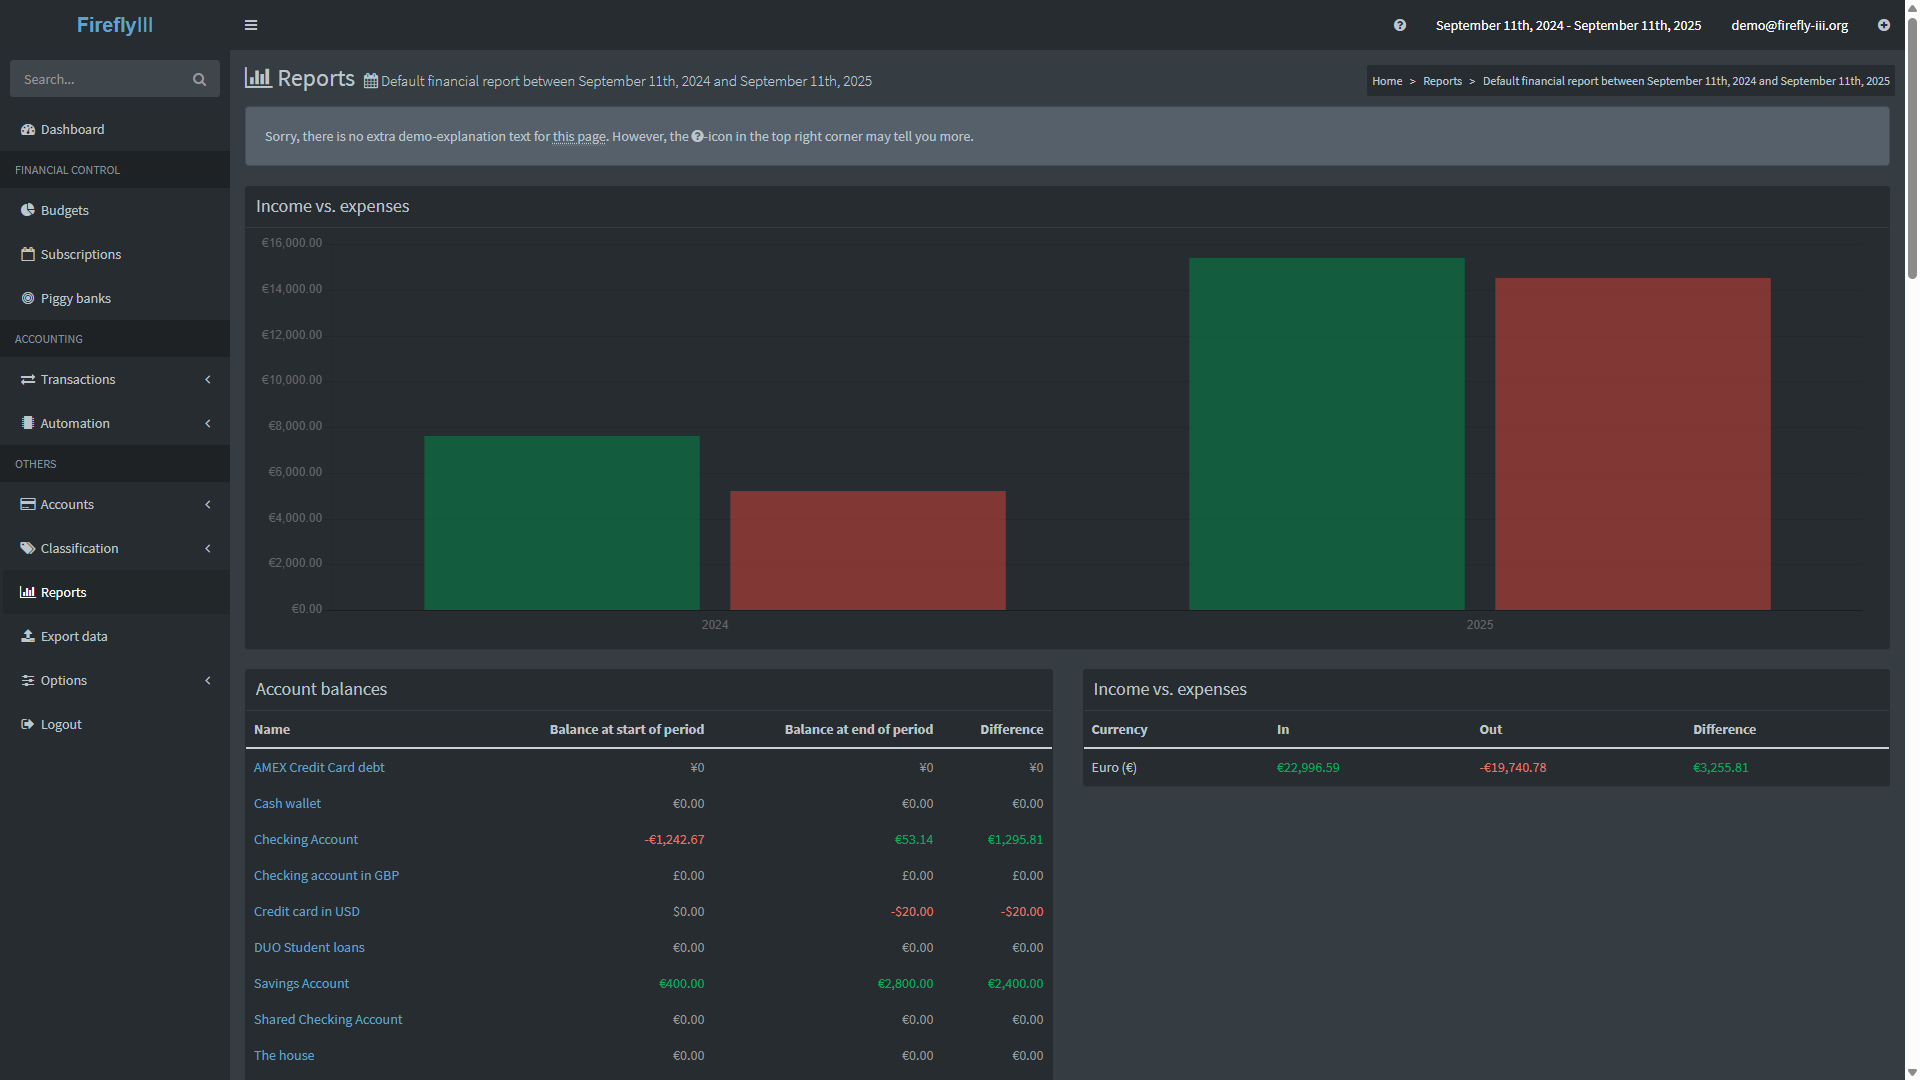 FireflyIII
September 11th, 2024 - September 11th, 2025
demo@firefly-iii.org
Search...
Dashboard
FINANCIAL CONTROL
Budgets
Subscriptions
Piggy banks
ACCOUNTING
Transactions
Automation
OTHERS
Accounts
Classification
Reports
Export data
Options
Logout
Reports Default financial report between September 11th, 2024 and September 11th, 2025
Home > Reports > Default financial report between September 11th, 2024 and September 11th, 2025
Sorry, there is no extra demo-explanation text for this page. However, the ?-icon in the top right corner may tell you more.
Income vs. expenses
€16,000.00
€14,000.00
€12,000.00
€10,000.00
€8,000.00
€6,000.00
€4,000.00
€2,000.00
€0.00
2024 2025
Account balances
Name Balance at start of period Balance at end of period Difference
AMEX Credit Card debt ¥0 ¥0 ¥0
Cash wallet €0.00 €0.00 €0.00
Checking Account -€1,242.67 €53.14 €1,295.81
Checking account in GBP £0.00 £0.00 £0.00
Credit card in USD $0.00 -$20.00 -$20.00
DUO Student loans €0.00 €0.00 €0.00
Savings Account €400.00 €2,800.00 €2,400.00
Shared Checking Account €0.00 €0.00 €0.00
The house €0.00 €0.00 €0.00
Income vs. expenses
Currency In Out Difference
Euro (€) €22,996.59 -€19,740.78 €3,255.81